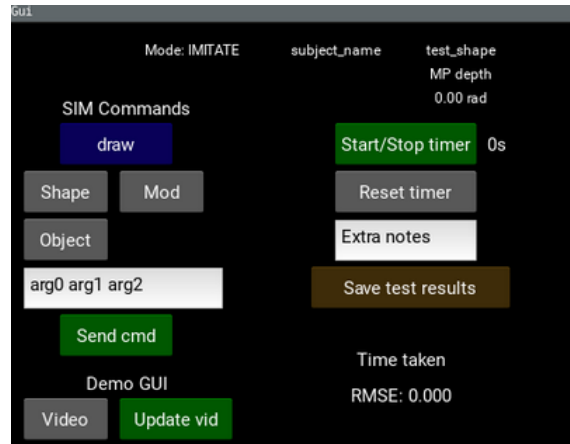 Gui
Mode: IMITATE subject_name test_shape
MP depth
0.00 rad
SIM Commands
draw
Start/Stop timer 0s
Shape Mod
Reset timer
Object
Extra notes
arg0 arg1 arg2
Save test results
Send cmd
Time taken
Demo GUI
RMSE: 0.000
Video Update vid